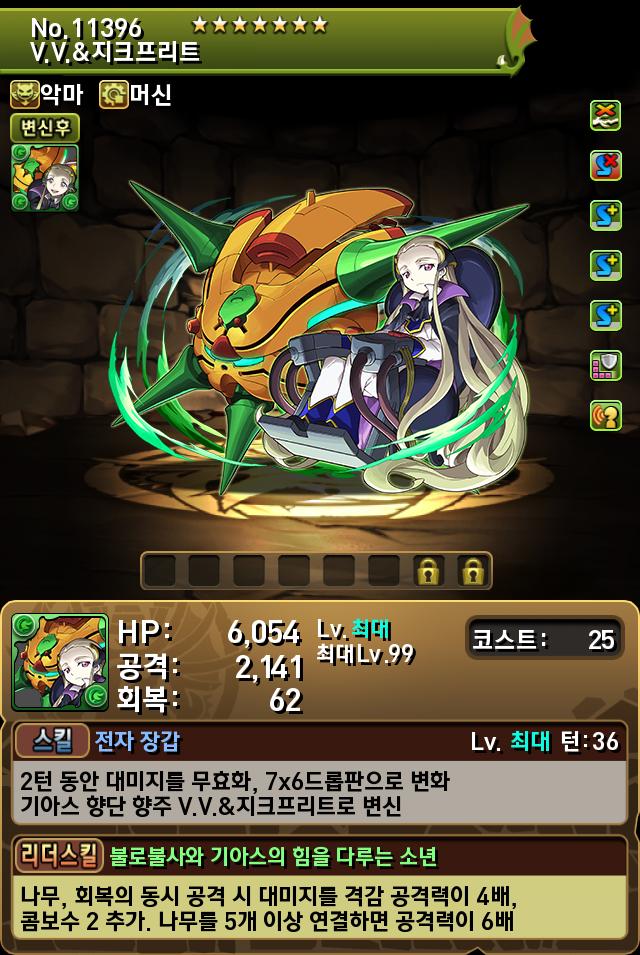 No.11396
V.V.&지크프리트
악마 머신
변신후
HP: 6,054 Lv.최대
최대Lv.99
코스트: 25
공격: 2,141
회복: 62
스킬 전자 장갑 Lv. 최대 턴:36
2턴 동안 대미지를 무효화, 7x6드롭판으로 변화
기아스 향단 향주 V.V.&지크프리트로 변신
리더스킬 불로불사와 기아스의 힘을 다루는 소년
나무, 회복의 동시 공격 시 대미지를 격감 공격력이 4배,
콤보수 2 추가. 나무를 5개 이상 연결하면 공격력이 6배